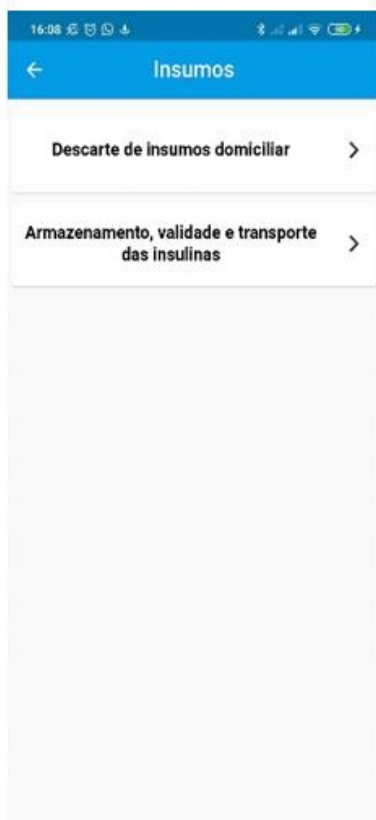 16:08
Insumos
Descarte de insumos domiciliar
Armazenamento, validade e transporte
das insulinas